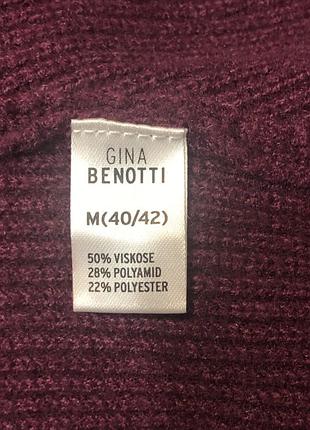 GINA
BENOTTI
M(40/42)
50% VISKOSE
28% POLYAMID
22% POLYESTER